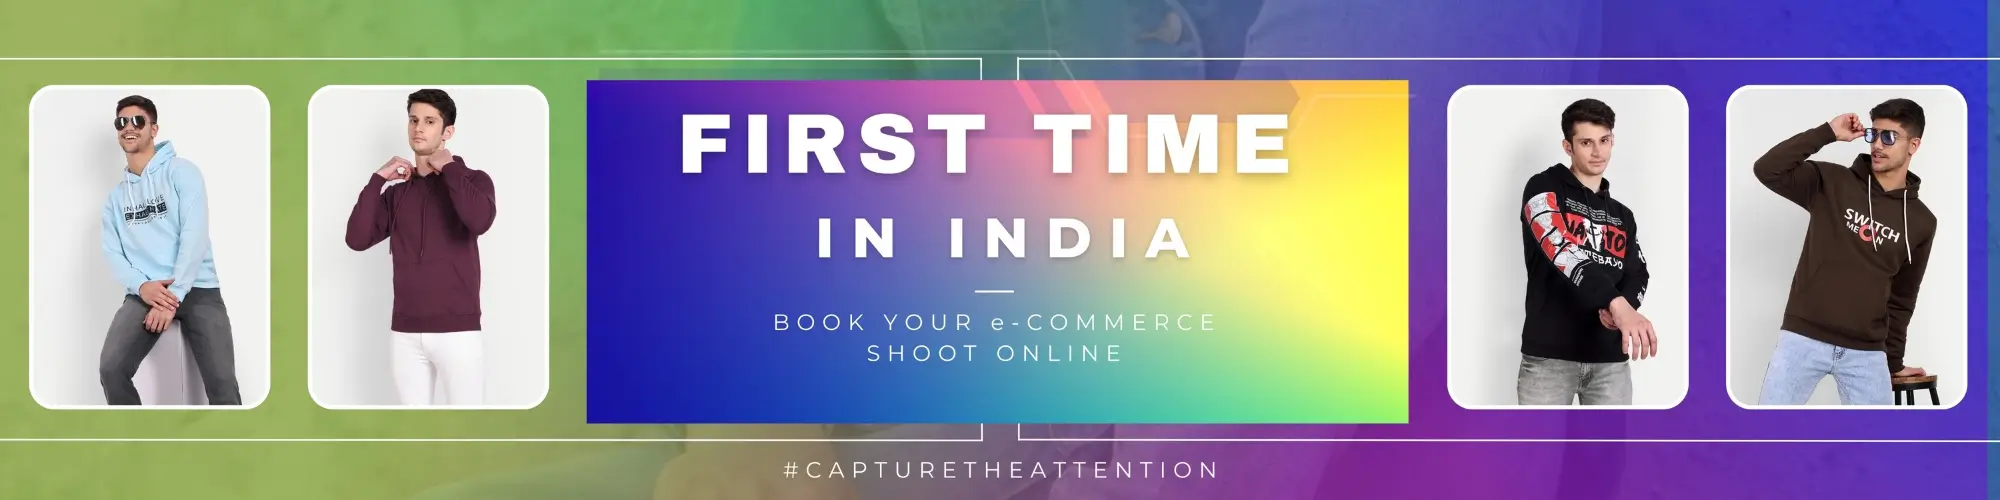 FIRST TIME
IN INDIA
BOOK YOUR e-COMMERCE
SHOOT ONLINE
#CAPTURETHEATTENTION
SWITCH
ME ON